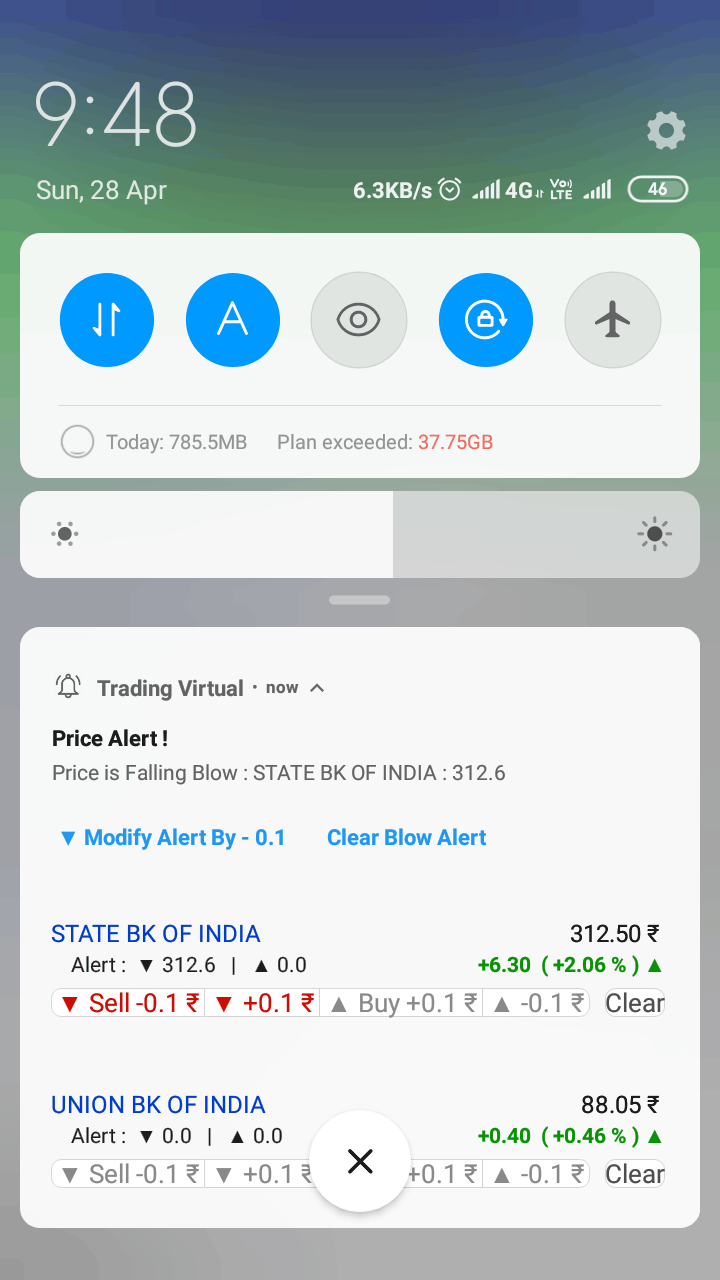 9:48
Sun, 28 Apr 6.3KB/s 4G Vo) LTE 46
A
Today: 785.5MB Plan exceeded: 37.75GB
Trading Virtual · now
Price Alert !
Price is Falling Blow : STATE BK OF INDIA : 312.6
▼ Modify Alert By - 0.1 Clear Blow Alert
STATE BK OF INDIA 312.50 ₹
Alert : ▼ 312.6 | ▲ 0.0 +6.30 ( +2.06 % ) ▲
▼ Sell -0.1 ₹ ▼ +0.1 ₹ ▲ Buy +0.1 ₹ ▲ -0.1 ₹ Clear
UNION BK OF INDIA 88.05 ₹
Alert : ▼ 0.0 | ▲ 0.0 +0.40 ( +0.46 % ) ▲
▼ Sell -0.1 ₹ ▼ +0.1 ₹ +0.1 ₹ ▲ -0.1 ₹ Clear